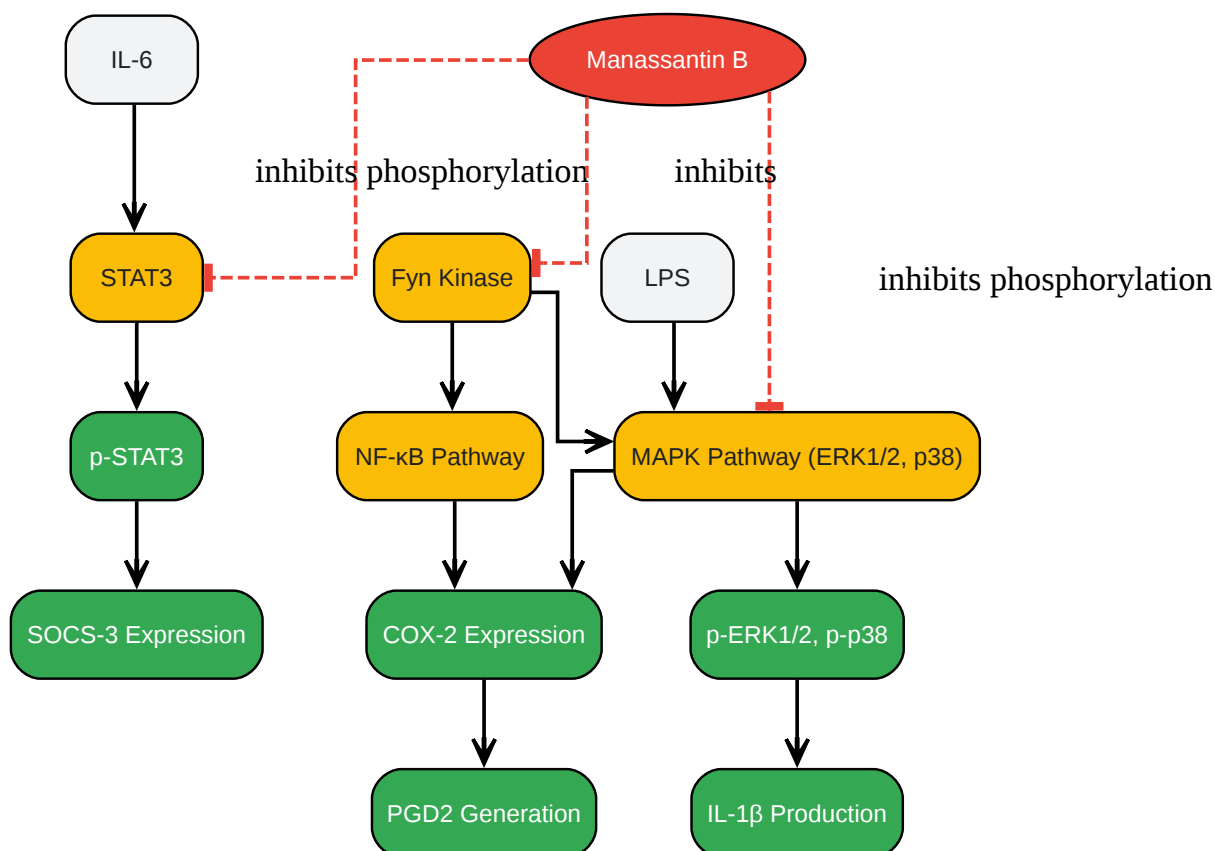 IL-6
Manassantin B
inhibits phosphorylation
inhibits
STAT3
Fyn Kinase
LPS
inhibits phosphorylation
p-STAT3
NF-κB Pathway
MAPK Pathway (ERK1/2, p38)
SOCS-3 Expression
COX-2 Expression
p-ERK1/2, p-p38
PGD2 Generation
IL-1β Production